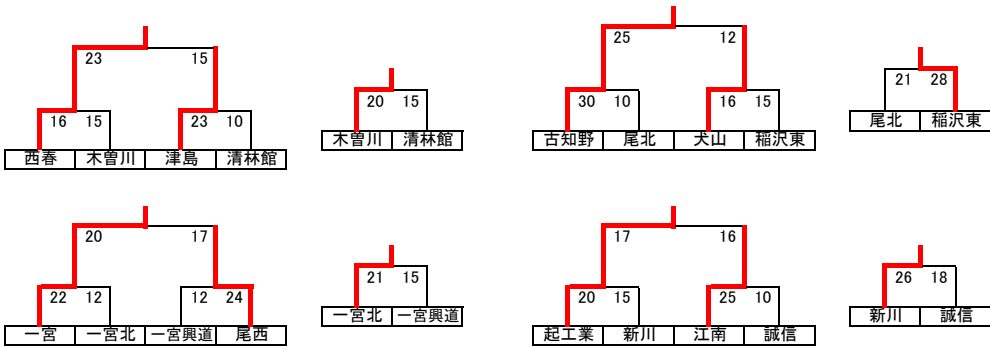 23 15
16 15 23 10
西春 木曽川 津島 清林館
20 15
木曽川 清林館
25 12
30 10 16 15
古知野 尾北 犬山 稲沢東
21 28
尾北 稲沢東
20 17
22 12 12 24
一宮 一宮北 一宮興道 尾西
21 15
一宮北 一宮興道
17 16
20 15 25 10
起工業 新川 江南 誠信
26 18
新川 誠信